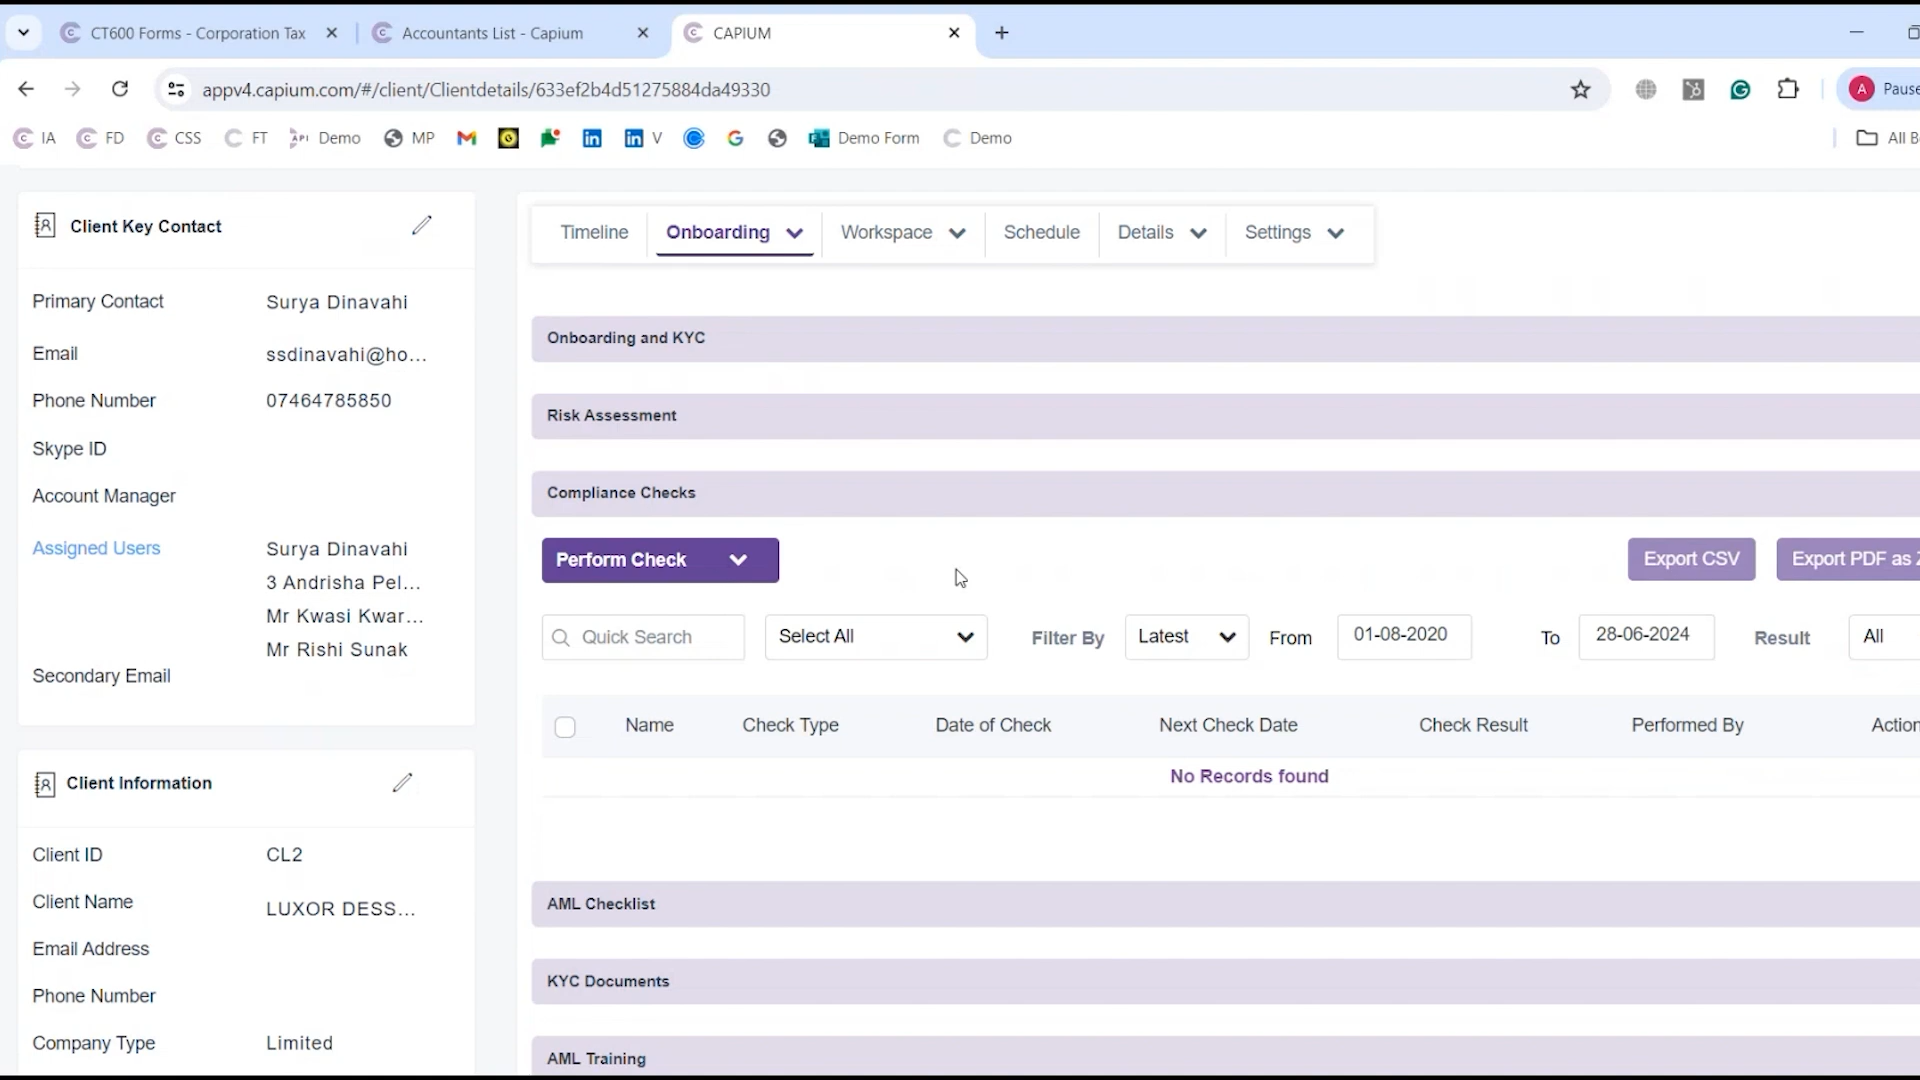 CT600 Forms - Corporation Tax
Accountants List - Capium
CAPIUM
appv4.capium.com/#/client/Clientdetails/633ef2b4d51275884da49330
A Pause
IA FD CSS FT API Demo MP V Demo Form Demo All B
Client Key Contact
Primary Contact Surya Dinavahi
Email ssdinavahi@ho...
Phone Number 07464785850
Skype ID
Account Manager
Assigned Users Surya Dinavahi
3 Andrisha Pel...
Mr Kwasi Kwar...
Mr Rishi Sunak
Secondary Email
Client Information
Client ID CL2
Client Name LUXOR DESS...
Email Address
Phone Number
Company Type Limited
Timeline Onboarding Workspace Schedule Details Settings
Onboarding and KYC
Risk Assessment
Compliance Checks
Perform Check Export CSV Export PDF as Z
Quick Search Select All Filter By Latest From 01-08-2020 To 28-06-2024 Result All
Name Check Type Date of Check Next Check Date Check Result Performed By Action
No Records found
AML Checklist
KYC Documents
AML Training